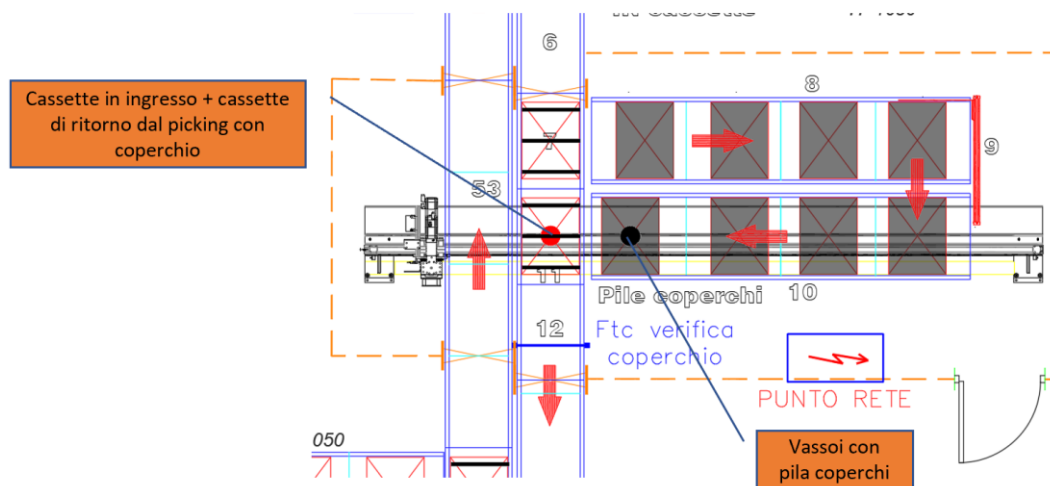 6
Cassette in ingresso + cassette
di ritorno dal picking con
coperchio
8
7
9
53
11
Pile coperchi
10
12
Ftc verifica
coperchio
PUNTO RETE
050
Vassoi con
pila coperchi